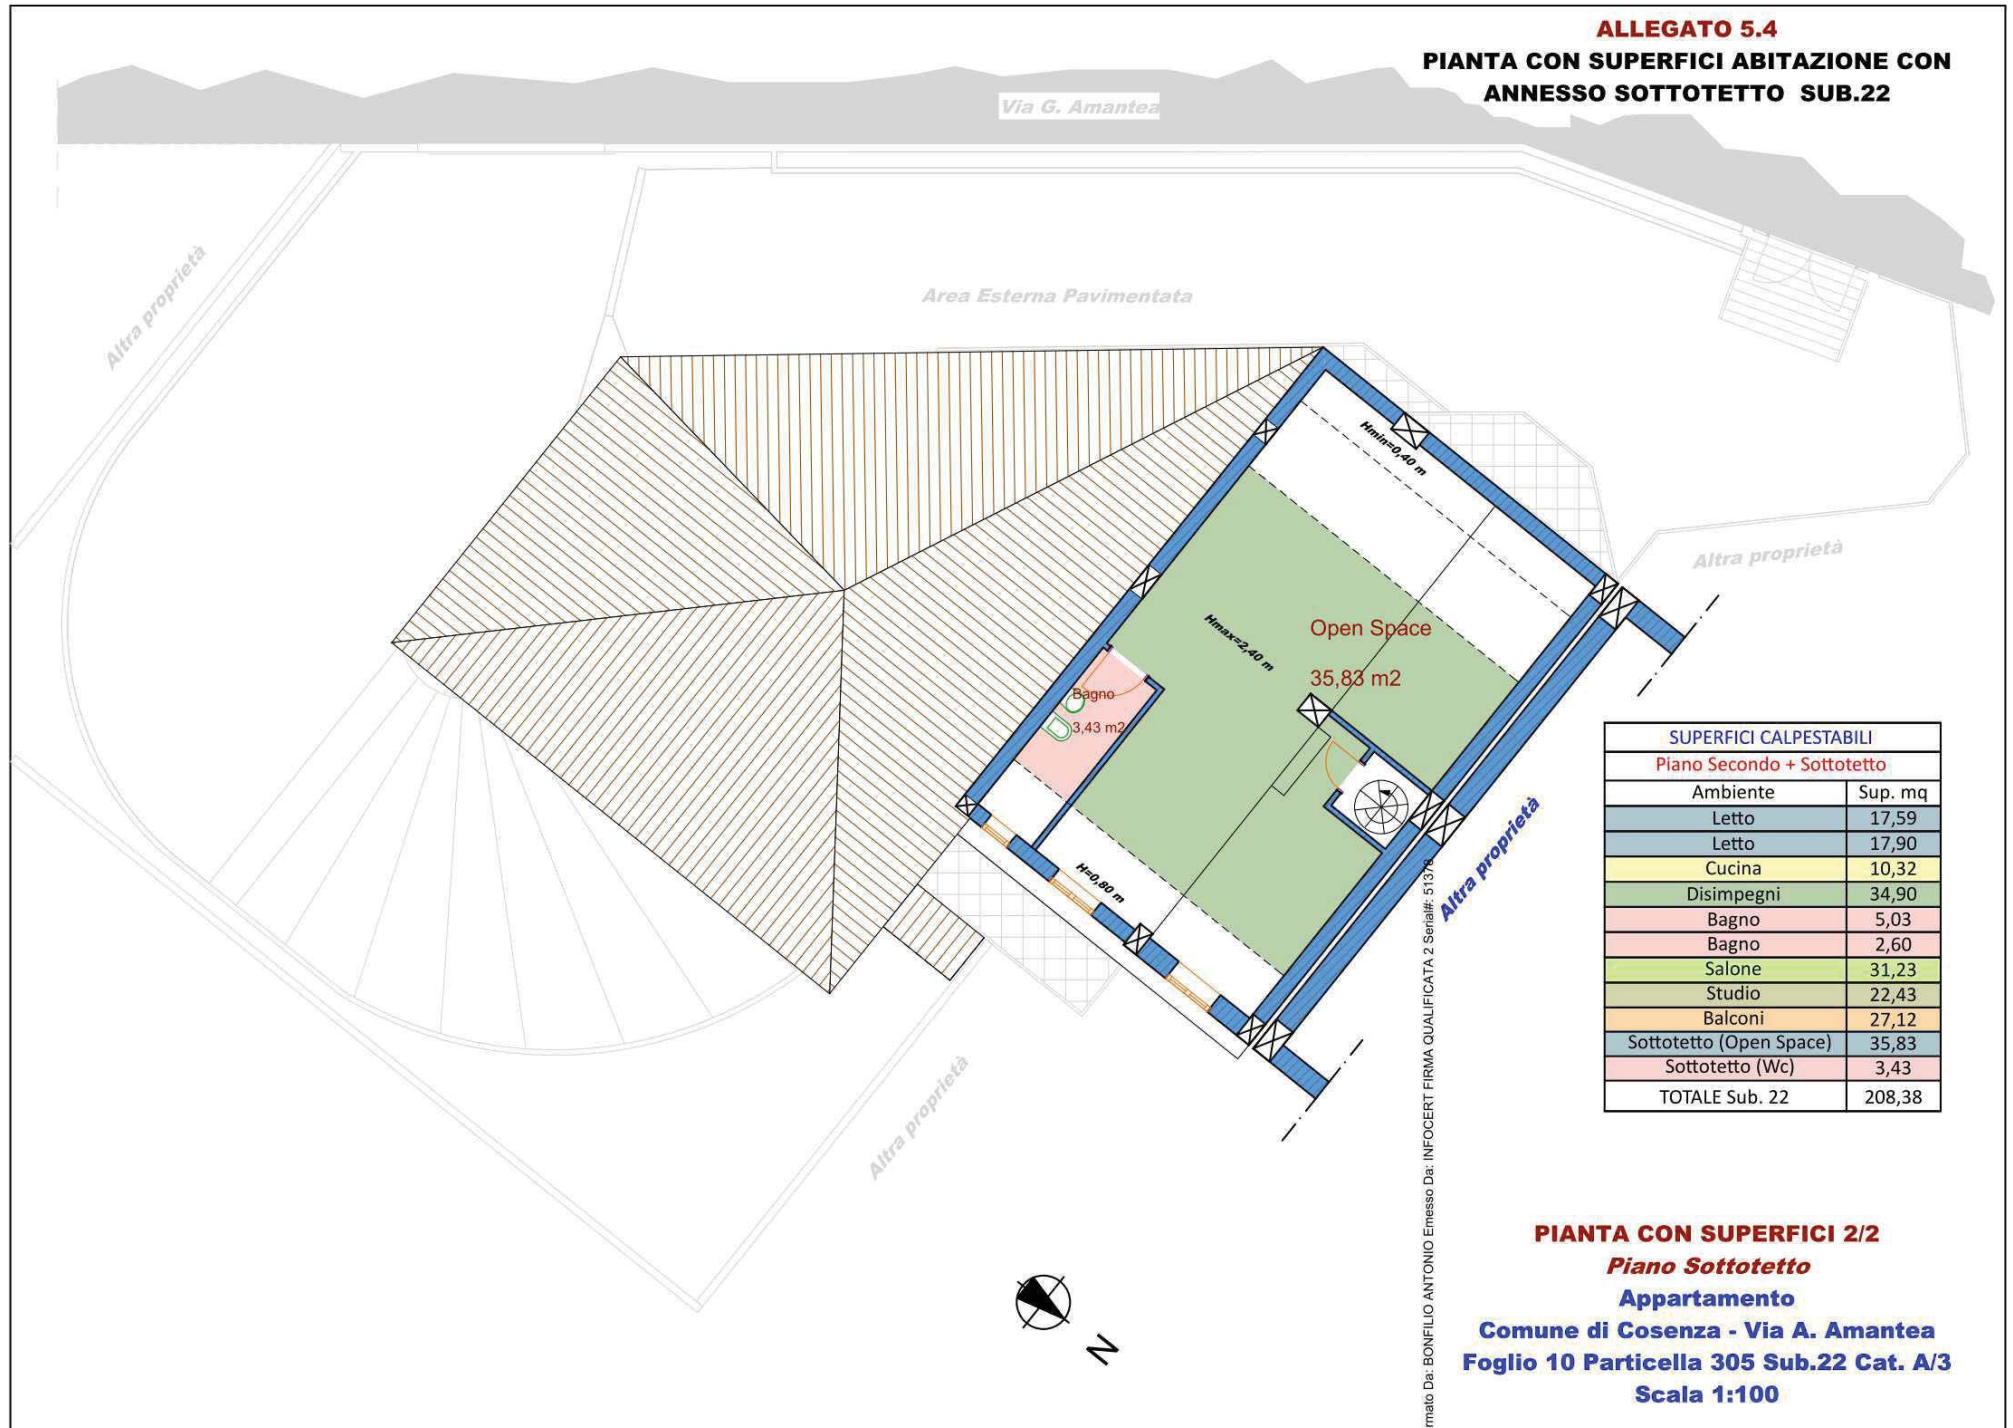 ALLEGATO 5.4
PIANTA CON SUPERFICI ABITAZIONE CON
ANNESSO SOTTOTETTO SUB.22
Via G. Amantea
Altra proprietà
Area Esterna Pavimentata
Hmin=0,40 m
Altra proprietà
Hmax=2,40 m
Open Space
35,83 m2
Bagno
3,43 m2
H=0,80 m
Altra proprietà
Altra proprietà
SUPERFICI CALPESTABILI
Piano Secondo + Sottotetto
Ambiente Sup. mq
Letto 17,59
Letto 17,90
Cucina 10,32
Disimpegni 34,90
Bagno 5,03
Bagno 2,60
Salone 31,23
Studio 22,43
Balconi 27,12
Sottotetto (Open Space) 35,83
Sottotetto (Wc) 3,43
TOTALE Sub. 22 208,38
rmato Da: BONFILIO ANTONIO Emesso Da: INFOCERT FIRMA QUALIFICATA 2 Serial#: 51378
N
PIANTA CON SUPERFICI 2/2
Piano Sottotetto
Appartamento
Comune di Cosenza - Via A. Amantea
Foglio 10 Particella 305 Sub.22 Cat. A/3
Scala 1:100